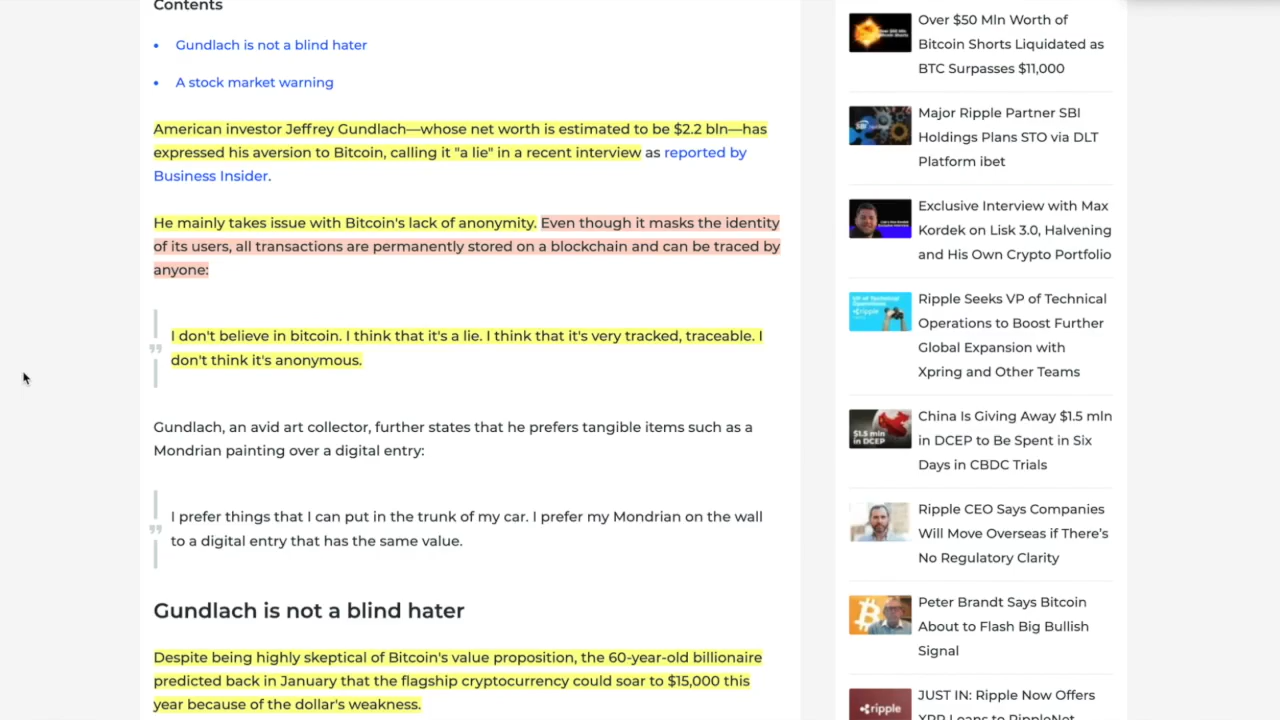 Contents
• Gundlach is not a blind hater
• A stock market warning
American investor Jeffrey Gundlach—whose net worth is estimated to be $2.2 bln—has
expressed his aversion to Bitcoin, calling it "a lie" in a recent interview as reported by
Business Insider.
He mainly takes issue with Bitcoin's lack of anonymity. Even though it masks the identity
of its users, all transactions are permanently stored on a blockchain and can be traced by
anyone:
I don't believe in bitcoin. I think that it's a lie. I think that it's very tracked, traceable. I
don't think it's anonymous.
Gundlach, an avid art collector, further states that he prefers tangible items such as a
Mondrian painting over a digital entry:
I prefer things that I can put in the trunk of my car. I prefer my Mondrian on the wall
to a digital entry that has the same value.
Gundlach is not a blind hater
Despite being highly skeptical of Bitcoin's value proposition, the 60-year-old billionaire
predicted back in January that the flagship cryptocurrency could soar to $15,000 this
year because of the dollar's weakness.
Over $50 Mln Worth of
Bitcoin Shorts Liquidated as
BTC Surpasses $11,000
Major Ripple Partner SBI
Holdings Plans STO via DLT
Platform ibet
Exclusive Interview with Max
Kordek on Lisk 3.0, Halvening
and His Own Crypto Portfolio
Ripple Seeks VP of Technical
Operations to Boost Further
Global Expansion with
Xpring and Other Teams
$1.5 mln
in DCEP
China Is Giving Away $1.5 mln
in DCEP to Be Spent in Six
Days in CBDC Trials
Ripple CEO Says Companies
Will Move Overseas if There's
No Regulatory Clarity
Peter Brandt Says Bitcoin
About to Flash Big Bullish
Signal
ripple
JUST IN: Ripple Now Offers
XRP Loans to RippleNet